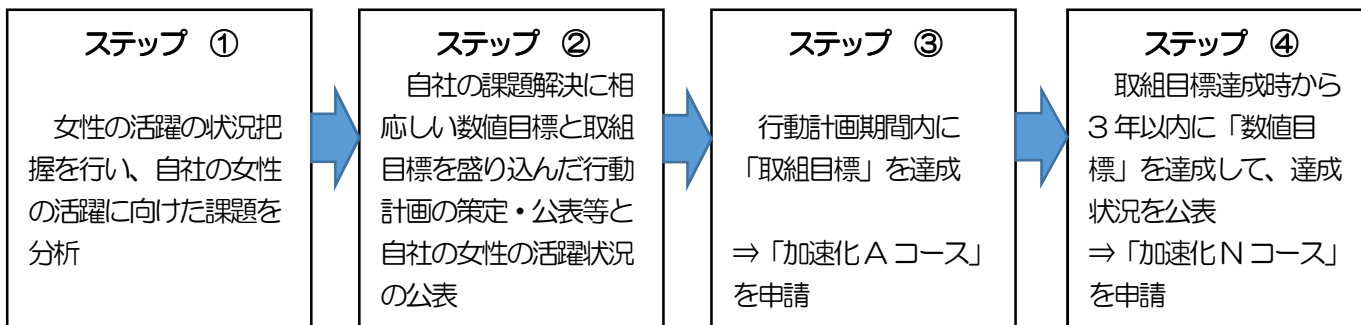 ステップ ①
女性の活躍の状況把
握を行い、自社の女性
の活躍に向けた課題を
分析
ステップ ②
自社の課題解決に相
応しい数値目標と取組
目標を盛り込んだ行動
計画の策定・公表等と
自社の女性の活躍状況
の公表
ステップ ③
行動計画期間内に
「取組目標」を達成
⇒「加速化Aコース」
を申請
ステップ ④
取組目標達成時から
3年以内に「数値目
標」を達成して、達成
状況を公表
⇒「加速化Nコース」
を申請